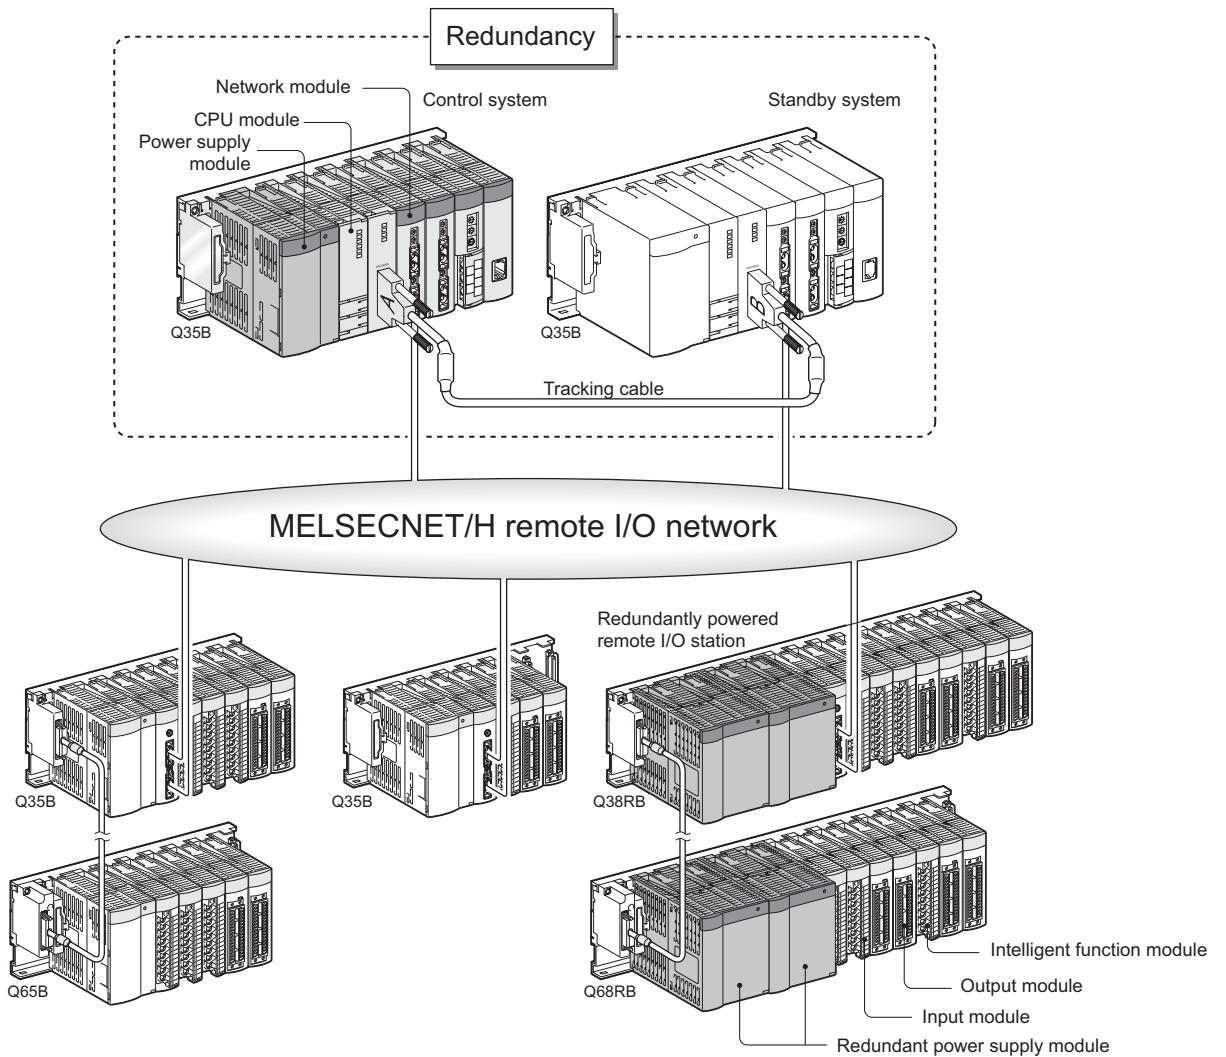 Redundancy
Network module
Control system
Standby system
CPU module
Power supply
module
A
B
Q35B
Q35B
Tracking cable
MELSECNET/H remote I/O network
Redundantly powered
remote I/O station
Q35B
Q35B
Q38RB
Q65B
Q68RB
Intelligent function module
Output module
Input module
Redundant power supply module